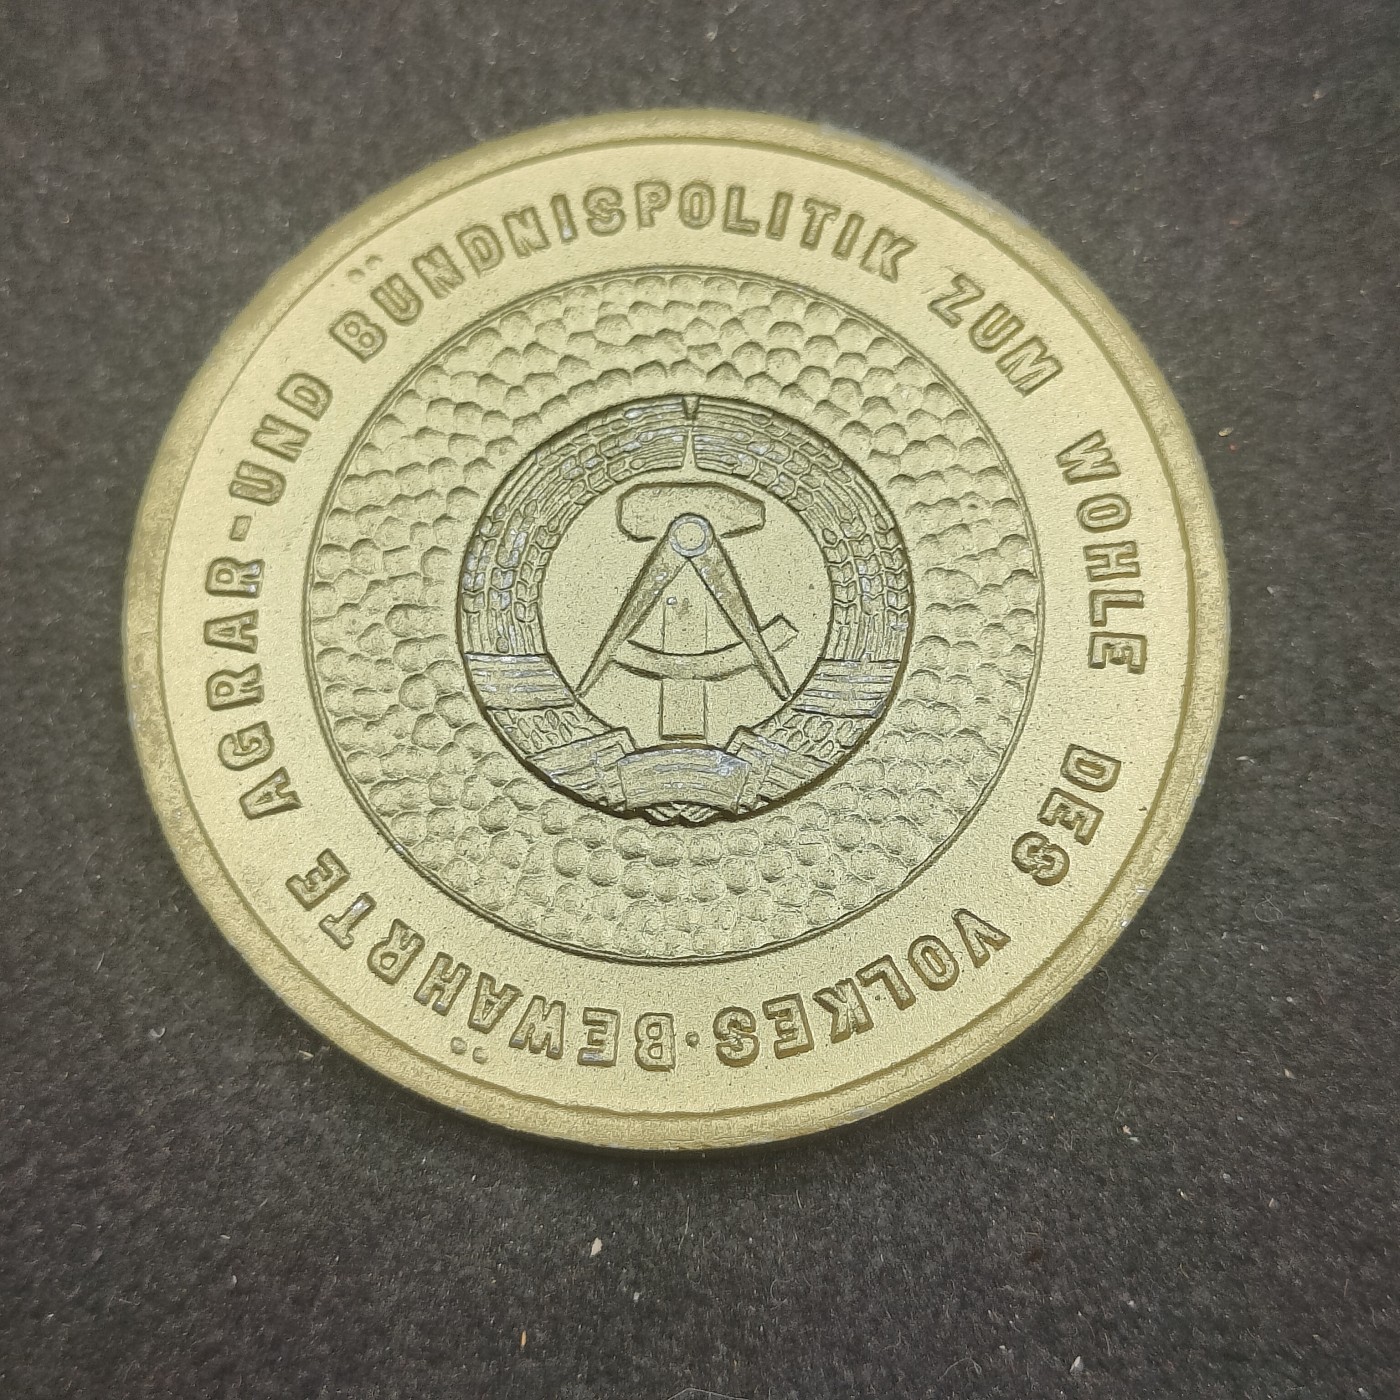 BEWÄHRTE AGRAR-UND BÜNDNISPOLITIK ZUM WOHLE DES VOLKES·